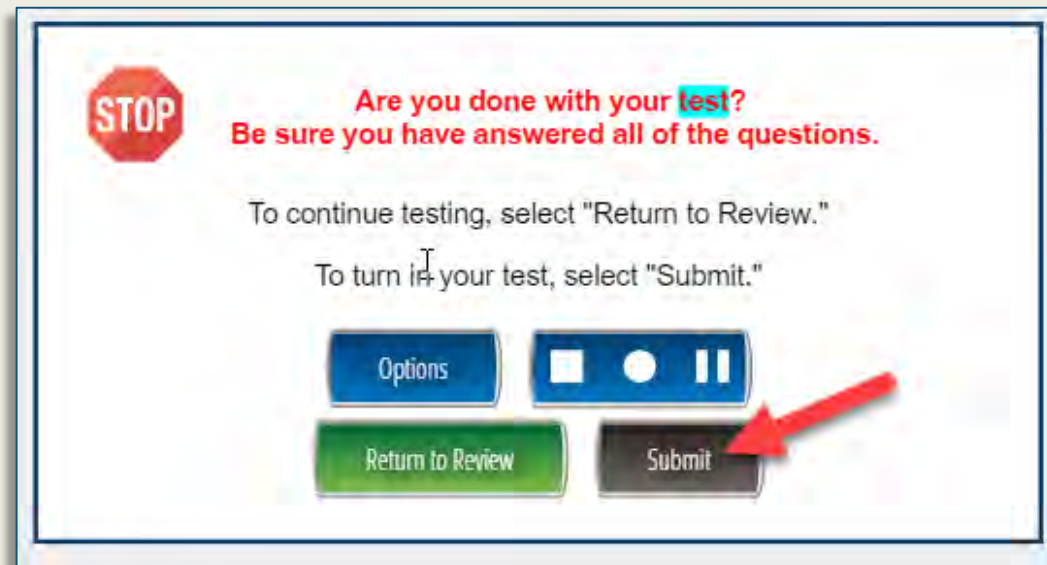 STOP
Are you done with your test?
Be sure you have answered all of the questions.
To continue testing, select "Return to Review."
To turn in your test, select "Submit."
Options
Return to Review
Submit